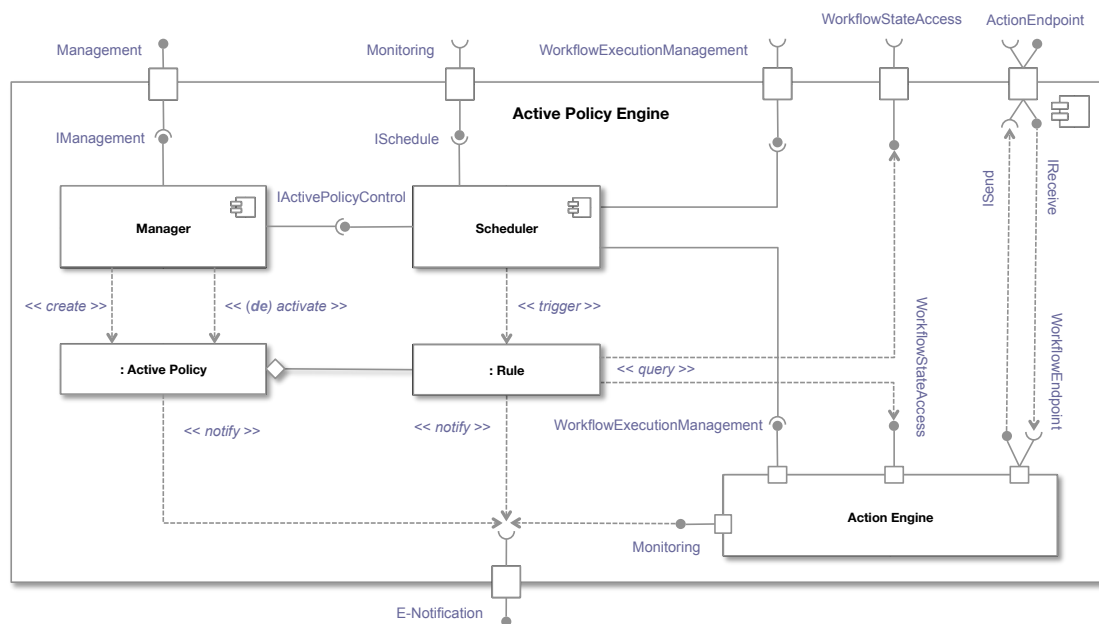 Management
Monitoring
WorkflowExecutionManagement
WorkflowStateAccess
ActionEndpoint
Active Policy Engine
IManagement
ISchedule
ISend
IReceive
IActivePolicyControl
Manager
Scheduler
<< create >>
<< (de) activate >>
<< trigger >>
: Active Policy
: Rule
<< query >>
WorkflowStateAccess
WorkflowEndpoint
<< notify >>
<< notify >>
WorkflowExecutionManagement
Action Engine
Monitoring
E-Notification